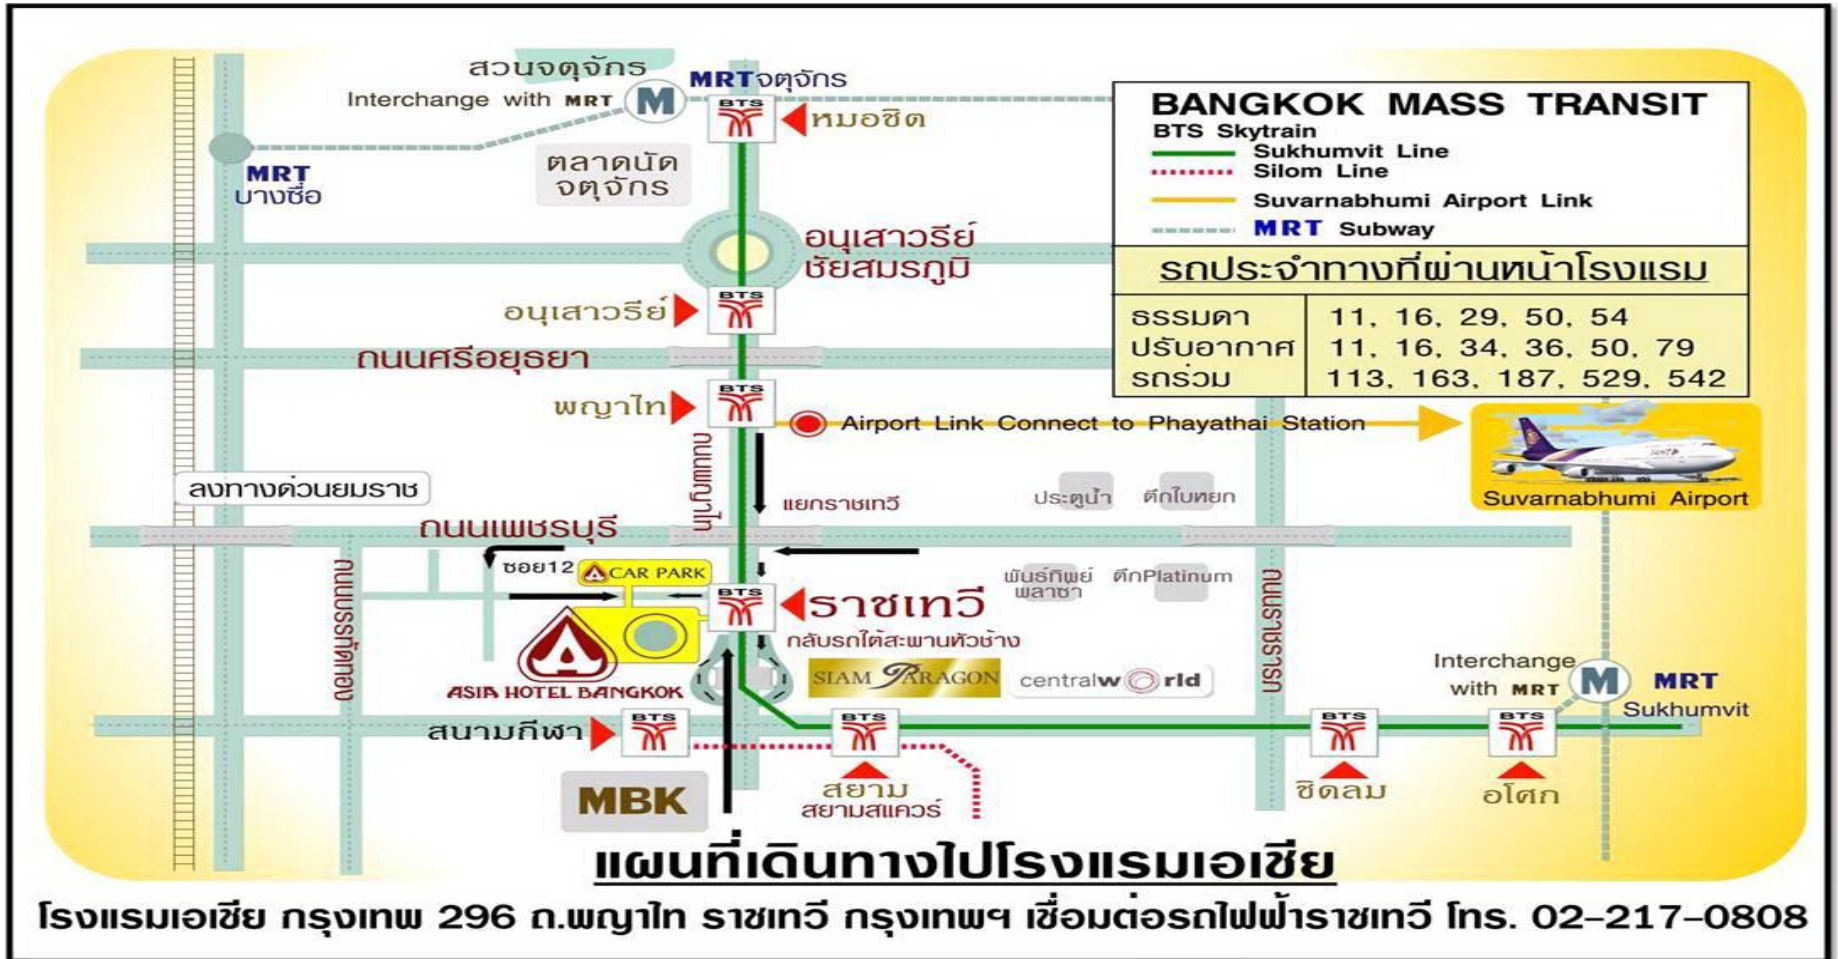 สวนจตุจักร
Interchange with MRT
M
MRTจตุจักร
BTS
หมอชิต
MRT
บางซื่อ
ตลาดนัด
จตุจักร
BANGKOK MASS TRANSIT
BTS Skytrain
Sukhumvit Line
Silom Line
Suvarnabhumi Airport Link
MRT Subway
รถประจำทางที่ผ่านหน้าโรงแรม
ธรรมดา 11, 16, 29, 50, 54
ปรับอากาศ 11, 16, 34, 36, 50, 79
รถร่วม 113, 163, 187, 529, 542
อนุเสาวรีย์
ชัยสมรภูมิ
อนุเสาวรีย์
BTS
ถนนศรีอยุธยา
พญาไท
BTS
Airport Link Connect to Phayathai Station
Suvarnabhumi Airport
ถนนพญาไท
ลงทางด่วนยมราช
แยกราชเทวี
ประตูน้ำ
ตึกใบหยก
ถนนเพชรบุรี
ซอย12
CAR PARK
พันธ์ทิพย์
พลาซา
ตึกPlatinum
ถนนบรรทัดทอง
ถนนราชปรารถ
BTS
ราชเทวี
กลับรถใต้สะพานหัวช้าง
ASIA HOTEL BANGKOK
SIAM PARAGON
centralworld
Interchange
with MRT
M
MRT
Sukhumvit
สนามกีฬา
BTS
BTS
BTS
BTS
MBK
สยาม
สยามสแควร์
ชิดลม
อโศก
แผนที่เดินทางไปโรงแรมเอเชีย
โรงแรมเอเชีย กรุงเทพ 296 ถ.พญาไท ราชเทวี กรุงเทพฯ เชื่อมต่อรถไฟฟ้าราชเทวี โทร. 02-217-0808